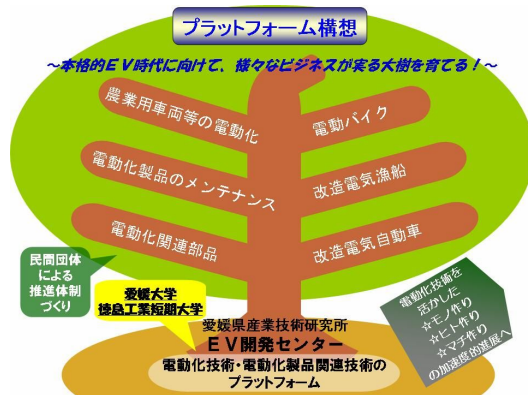 プラットフォーム構想
～本格的ＥＶ時代に向けて、様々なビジネスが実る大樹を育てる！～
農業用車両等の電動化
電動バイク
電動化製品のメンテナンス
改造電気漁船
電動化関連部品
改造電気自動車
民間団体
による
推進体制
づくり
愛媛大学
徳島工業短期大学
愛媛県産業技術研究所
ＥＶ開発センター
電動化技術・電動化製品関連技術の
プラットフォーム
電動化技術を
活かした
☆モノ作り
☆ヒト作り
☆マチ作り
の加速度的進展へ